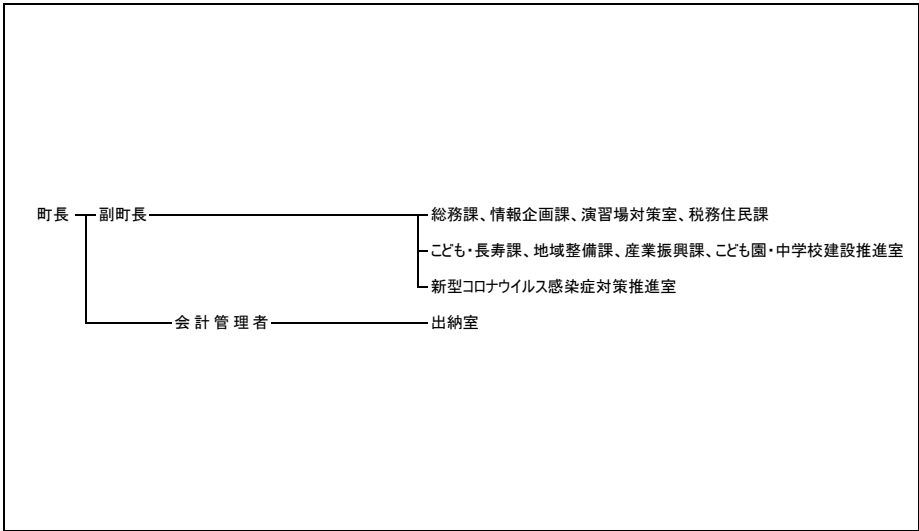 町長 副町長 総務課、情報企画課、演習場対策室、税務住民課
こども・長寿課、地域整備課、産業振興課、こども園・中学校建設推進室
新型コロナウイルス感染症対策推進室
会計管理者 出納室